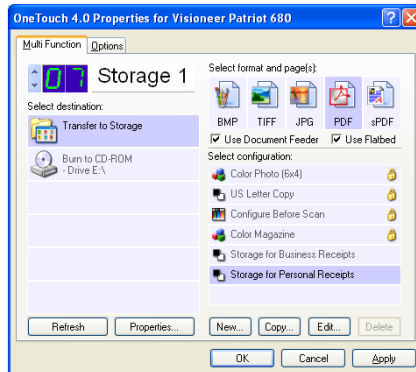 OneTouch 4.0 Properties for Visioneer Patriot 680
Multi Function
Options
07 Storage 1
Select destination:
Transfer to Storage
Burn to CD-ROM
- Drive E:\
Select format and page(s):
BMP TIFF JPG PDF sPDF
Use Document Feeder Use Flatbed
Select configuration:
Color Photo (6x4)
US Letter Copy
Configure Before Scan
Color Magazine
Storage for Business Receipts
Storage for Personal Receipts
Refresh Properties... New... Copy... Edit... Delete
OK Cancel Apply